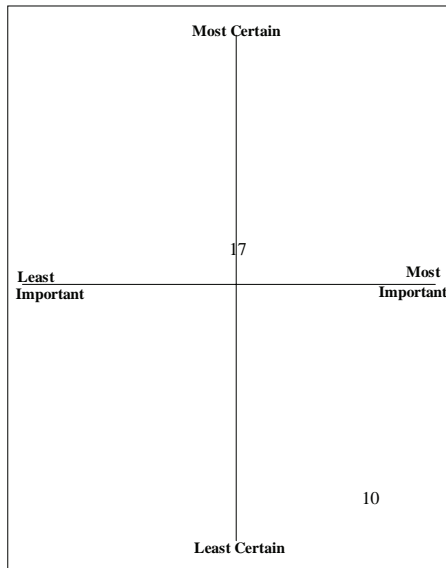 Most Certain
17
Least
Important
Most
Important
10
Least Certain